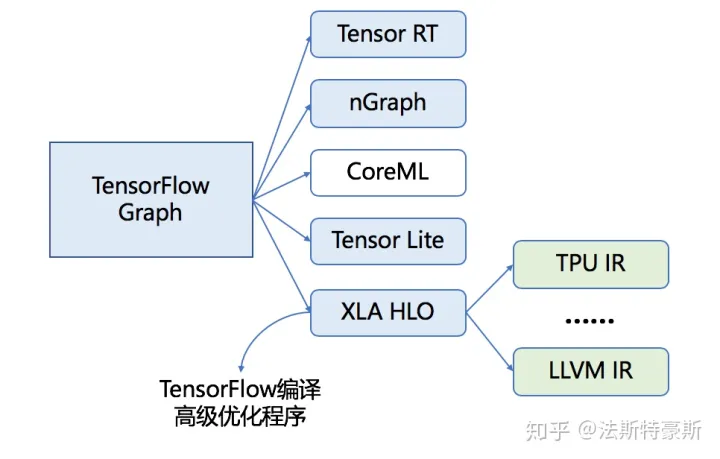 Tensor RT
nGraph
TensorFlow
Graph
CoreML
Tensor Lite
XLA HLO
TPU IR
......
LLVM IR
TensorFlow编译
高级优化程序
知乎 @法斯特豪斯